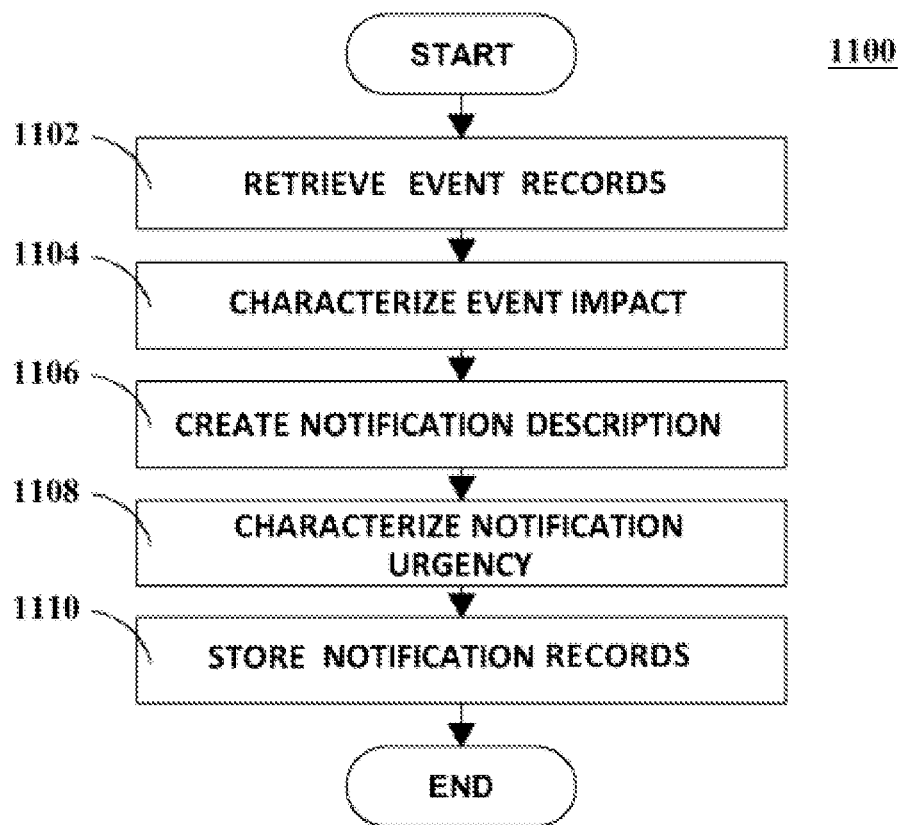 START
1100
1102
RETRIEVE EVENT RECORDS
1104
CHARACTERIZE EVENT IMPACT
1106
CREATE NOTIFICATION DESCRIPTION
1108
CHARACTERIZE NOTIFICATION
URGENCY
1110
STORE NOTIFICATION RECORDS
END